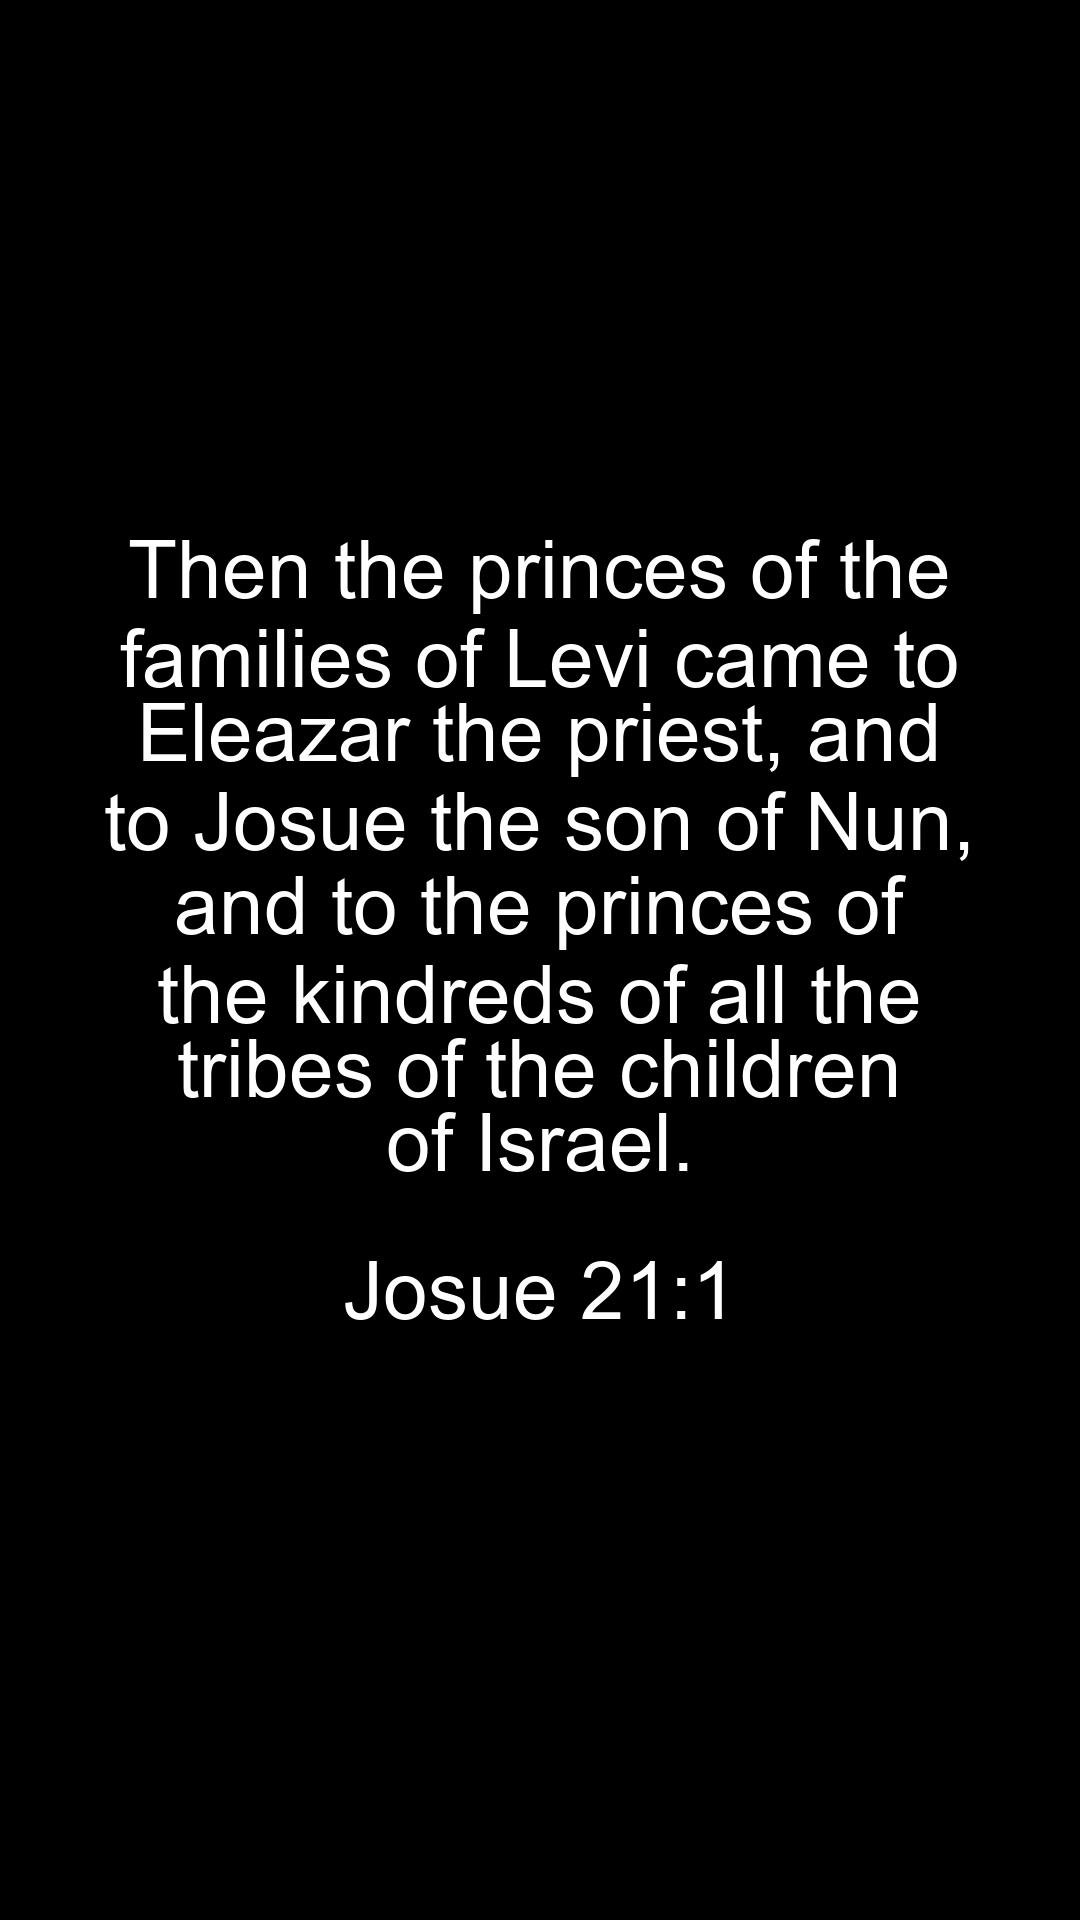 Then the princes of the
families of Levi came to
Eleazar the priest, and
to Josue the son of Nun,
and to the princes of
the kindreds of all the
tribes of the children
of Israel.
Josue 21:1